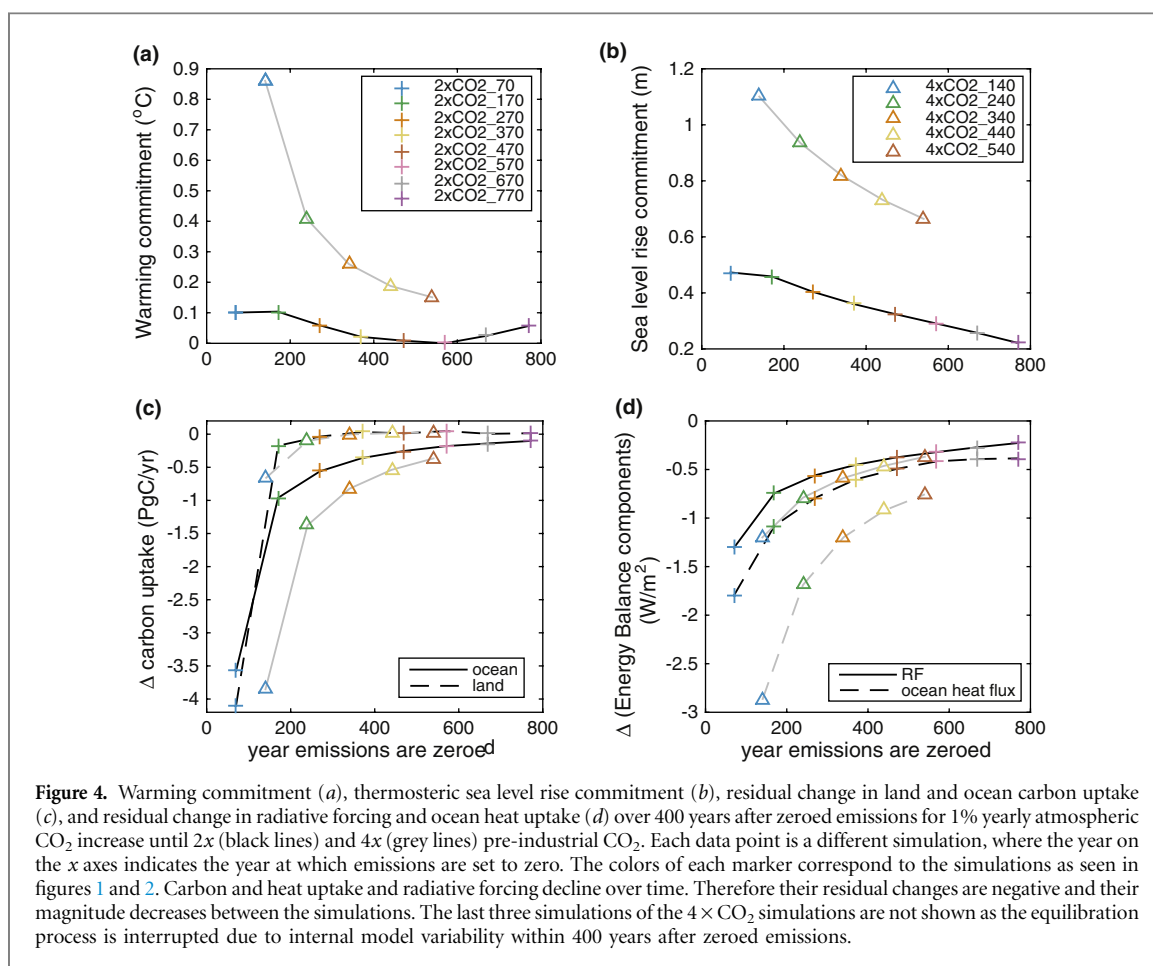 (a)
Warming commitment (°C)
0.9
0.8
0.7
0.6
0.5
0.4
0.3
0.2
0.1
0
0 200 400 600 800
2xCO2_70
2xCO2_170
2xCO2_270
2xCO2_370
2xCO2_470
2xCO2_570
2xCO2_670
2xCO2_770
(b)
Sea level rise commitment (m)
1.2
1
0.8
0.6
0.4
0.2
0 200 400 600 800
4xCO2_140
4xCO2_240
4xCO2_340
4xCO2_440
4xCO2_540
(c)
Δ carbon uptake (PgC/yr)
0
-0.5
-1
-1.5
-2
-2.5
-3
-3.5
-4
0 200 400 600 800
year emissions are zeroed
ocean
land
(d)
Δ (Energy Balance components)
(W/m²)
0
-0.5
-1
-1.5
-2
-2.5
-3
0 200 400 600 800
year emissions are zeroed
RF
ocean heat flux
Figure 4. Warming commitment (a), thermosteric sea level rise commitment (b), residual change in land and ocean carbon uptake
(c), and residual change in radiative forcing and ocean heat uptake (d) over 400 years after zeroed emissions for 1% yearly atmospheric
CO₂ increase until 2x (black lines) and 4x (grey lines) pre-industrial CO₂. Each data point is a different simulation, where the year on
the x axes indicates the year at which emissions are set to zero. The colors of each marker correspond to the simulations as seen in
figures 1 and 2. Carbon and heat uptake and radiative forcing decline over time. Therefore their residual changes are negative and their
magnitude decreases between the simulations. The last three simulations of the 4 × CO₂ simulations are not shown as the equilibration
process is interrupted due to internal model variability within 400 years after zeroed emissions.